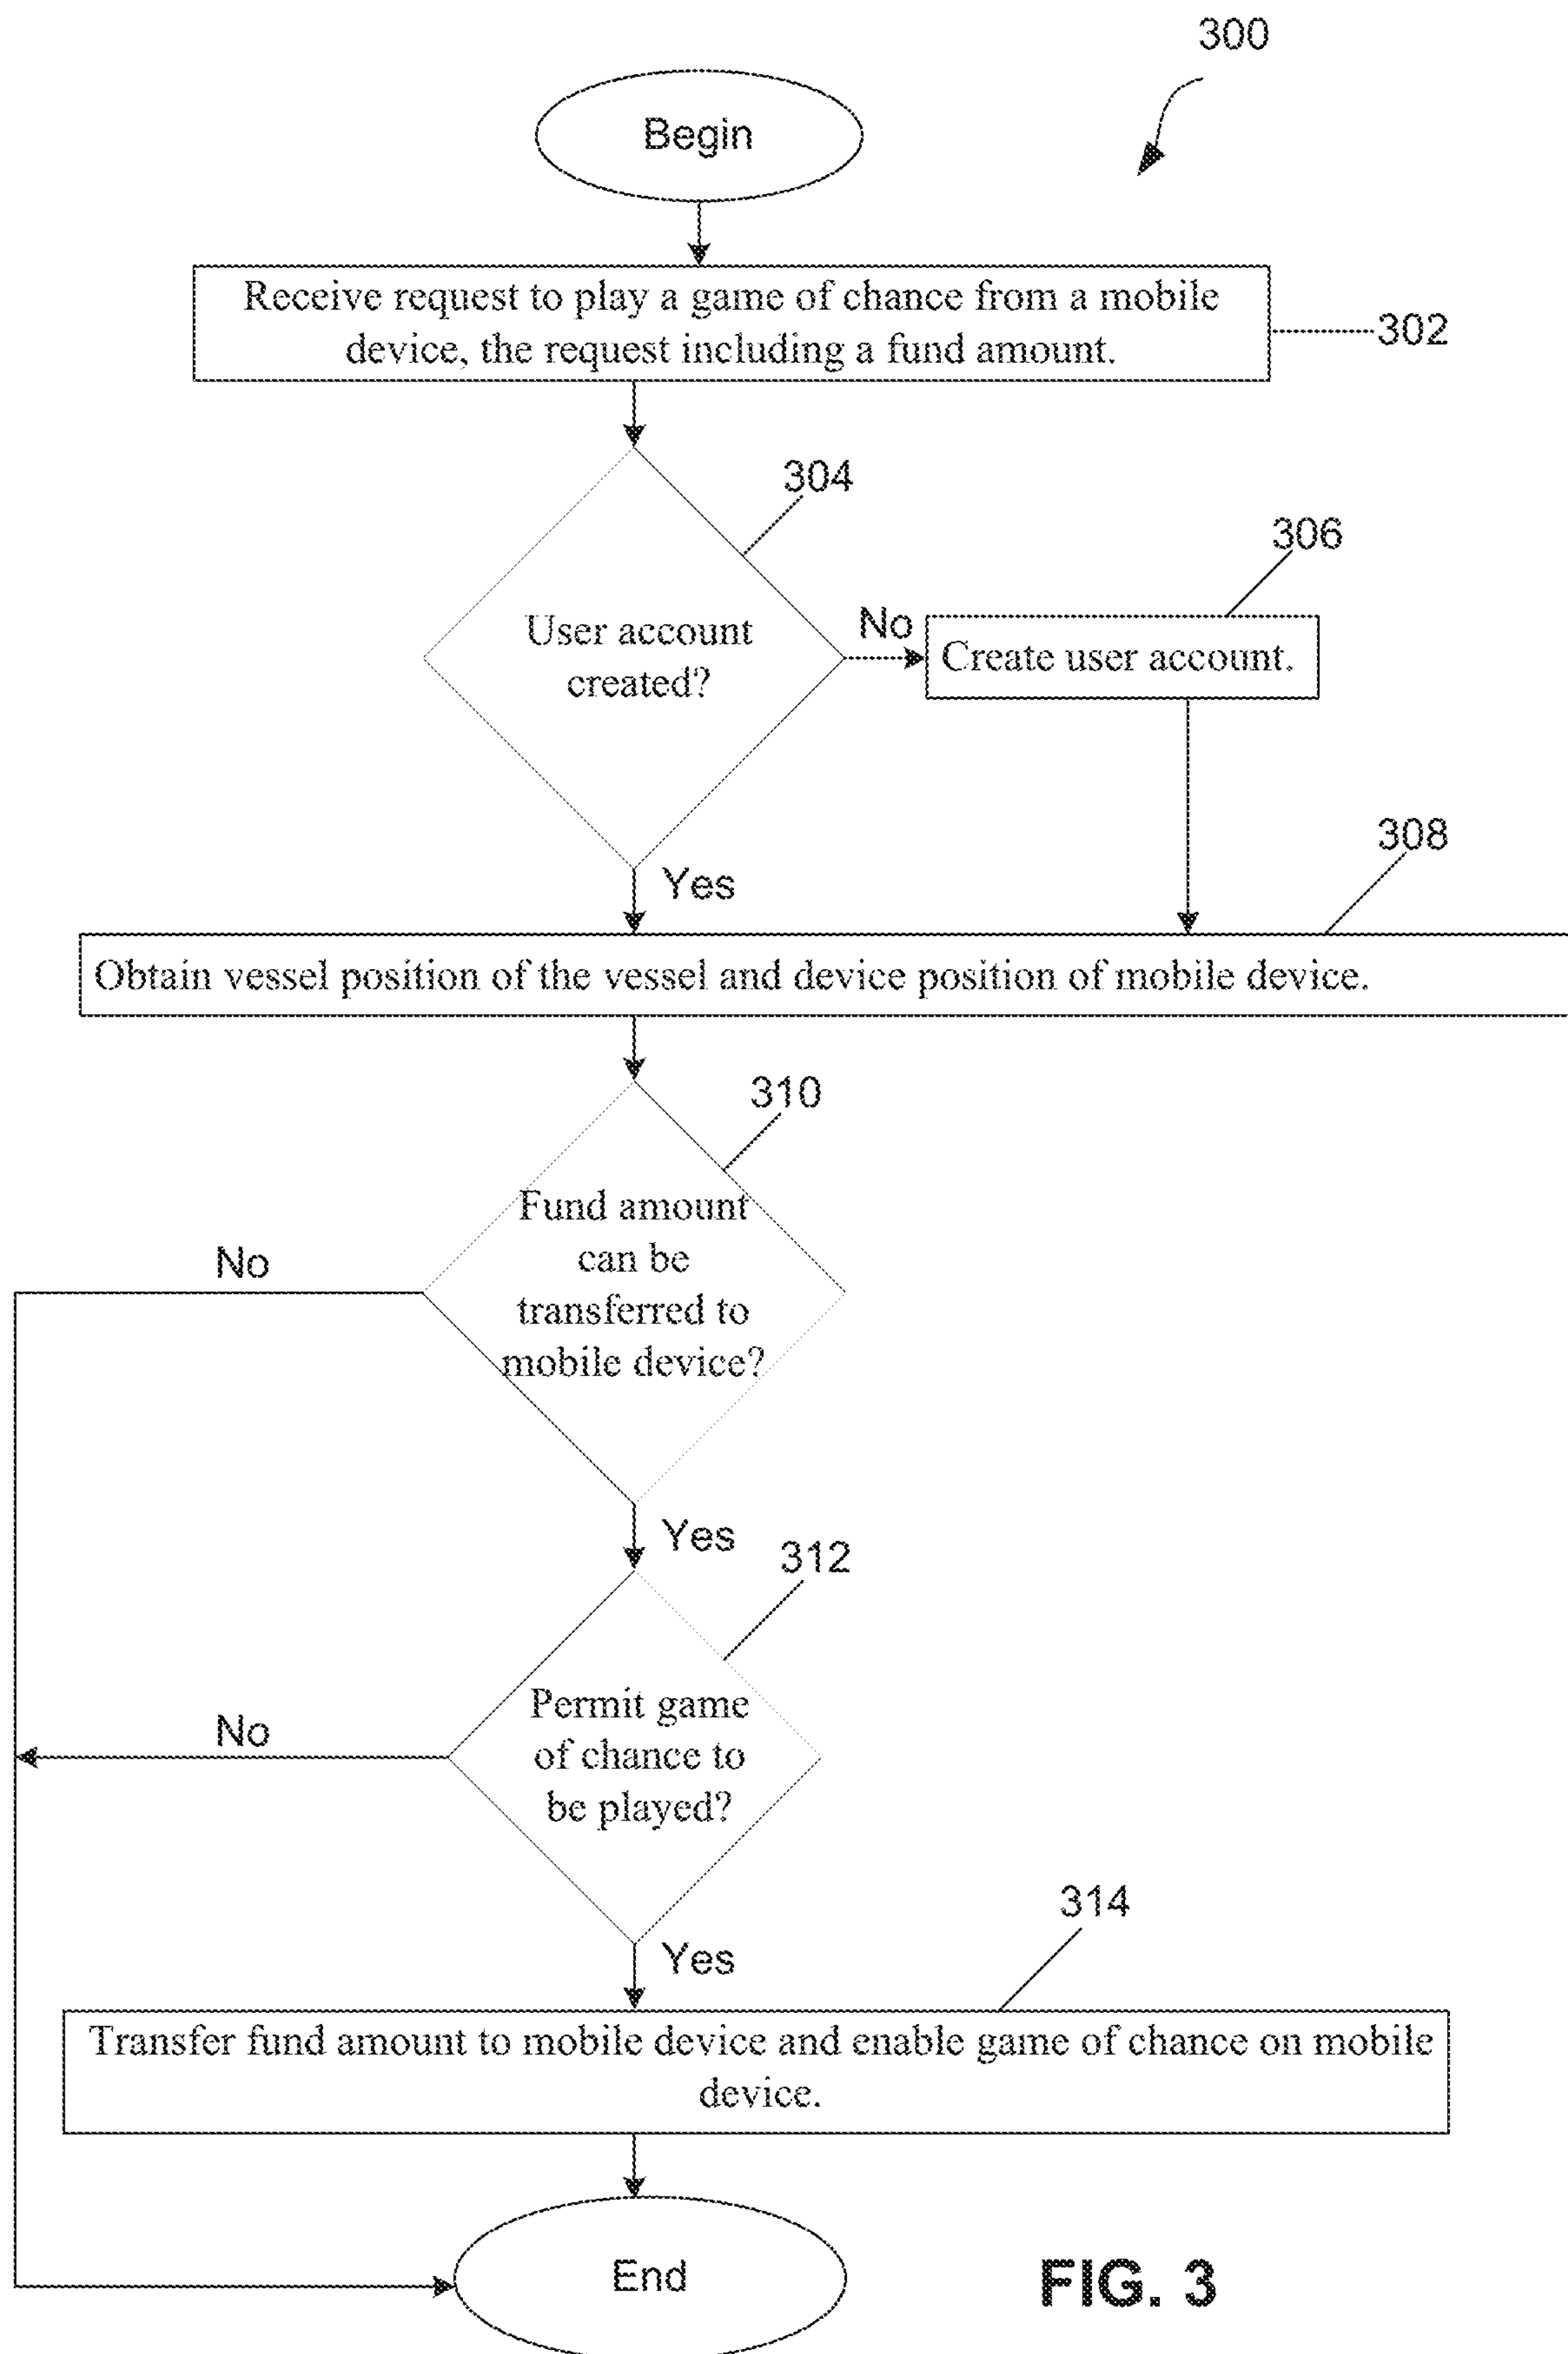 300
Begin
Receive request to play a game of chance from a mobile
device, the request including a fund amount.
302
304
306
User account
created?
No
Create user account.
Yes
308
Obtain vessel position of the vessel and device position of mobile device.
310
Fund amount
can be
transferred to
mobile device?
No
Yes
312
Permit game
of chance to
be played?
No
Yes
314
Transfer fund amount to mobile device and enable game of chance on mobile
device.
End
FIG. 3